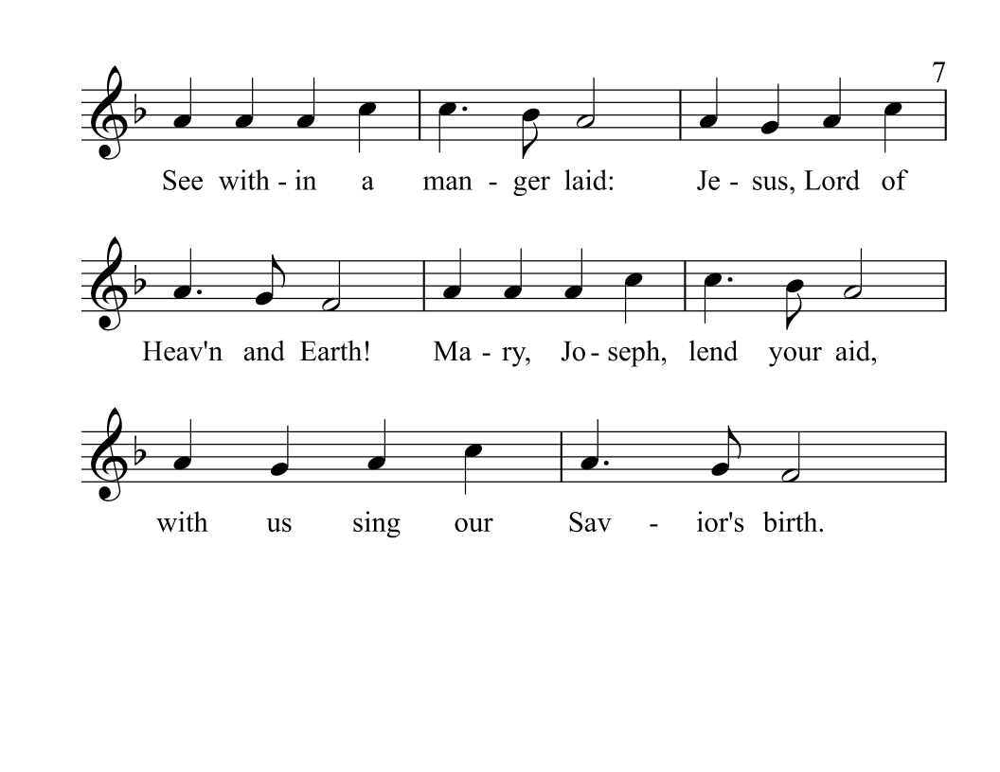 7
See with - in a man - ger laid: Je - sus, Lord of
Heav'n and Earth! Ma - ry, Jo - seph, lend your aid,
with us sing our Sav - ior's birth.